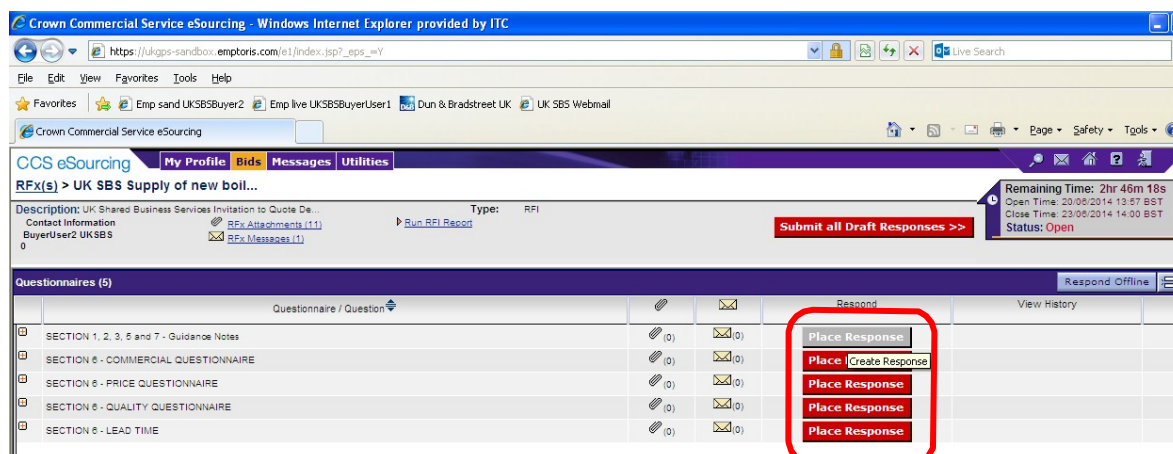 Crown Commercial Service eSourcing - Windows Internet Explorer provided by ITC
https://ukgps-sandbox.emptoris.com/e1/index.jsp?_eps_=Y
Live Search
File Edit View Favorites Tools Help
Favorites Emp sand UKSBSBuyer2 Emp live UKSBSBuyerUser1 Dun & Bradstreet UK UK SBS Webmail
Crown Commercial Service eSourcing
Page Safety Tools
CCS eSourcing My Profile Bids Messages Utilities
RFx(s) > UK SBS Supply of new boil...
Remaining Time: 2hr 46m 18s
Open Time: 20/06/2014 13:57 BST
Close Time: 23/06/2014 14:00 BST
Status: Open
Description: UK Shared Business Services Invitation to Quote De... Type: RFI
Contact Information RFx Attachments (11) Run RFI Report
BuyerUser2 UKSBS RFx Messages (1)
0
Submit all Draft Responses >>
Questionnaires (5) Respond Offline
Questionnaire / Question Respond View History
SECTION 1, 2, 3, 5 and 7 - Guidance Notes (0) (0) Place Response
SECTION 6 - COMMERCIAL QUESTIONNAIRE (0) (0) Place Create Response
SECTION 6 - PRICE QUESTIONNAIRE (0) (0) Place Response
SECTION 6 - QUALITY QUESTIONNAIRE (0) (0) Place Response
SECTION 6 - LEAD TIME (0) (0) Place Response